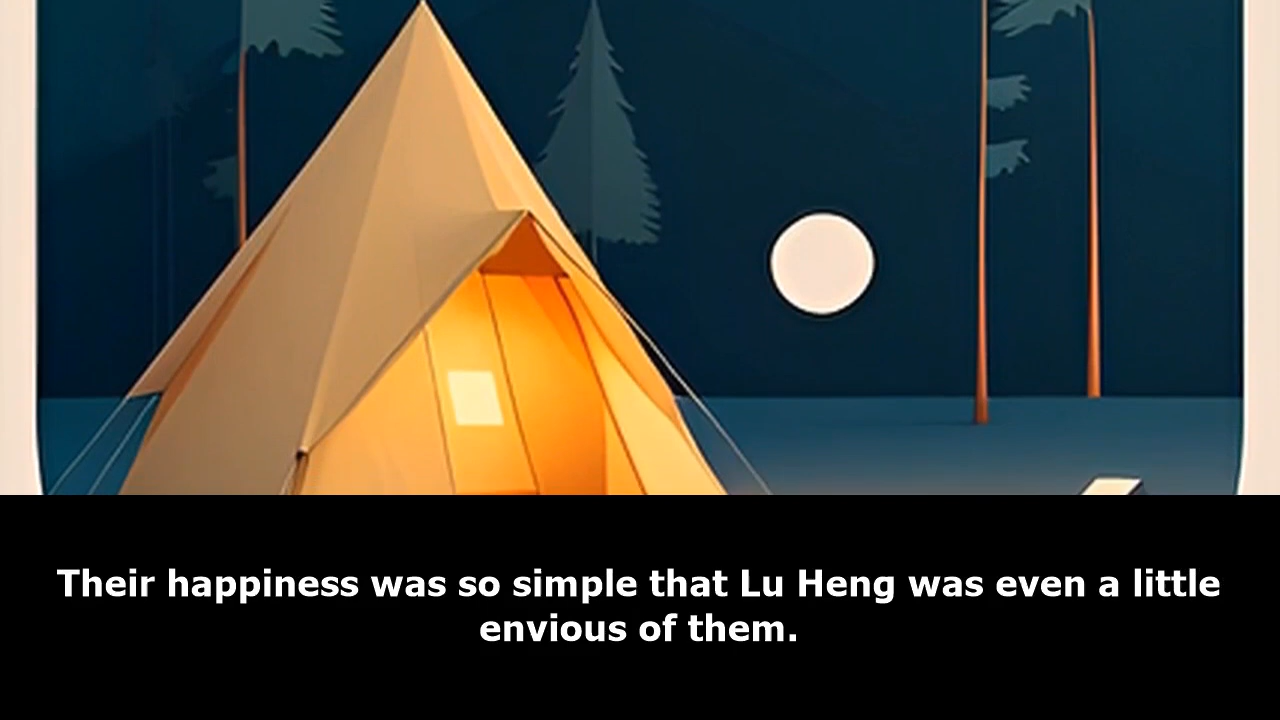 Their happiness was so simple that Lu Heng was even a little
envious of them.